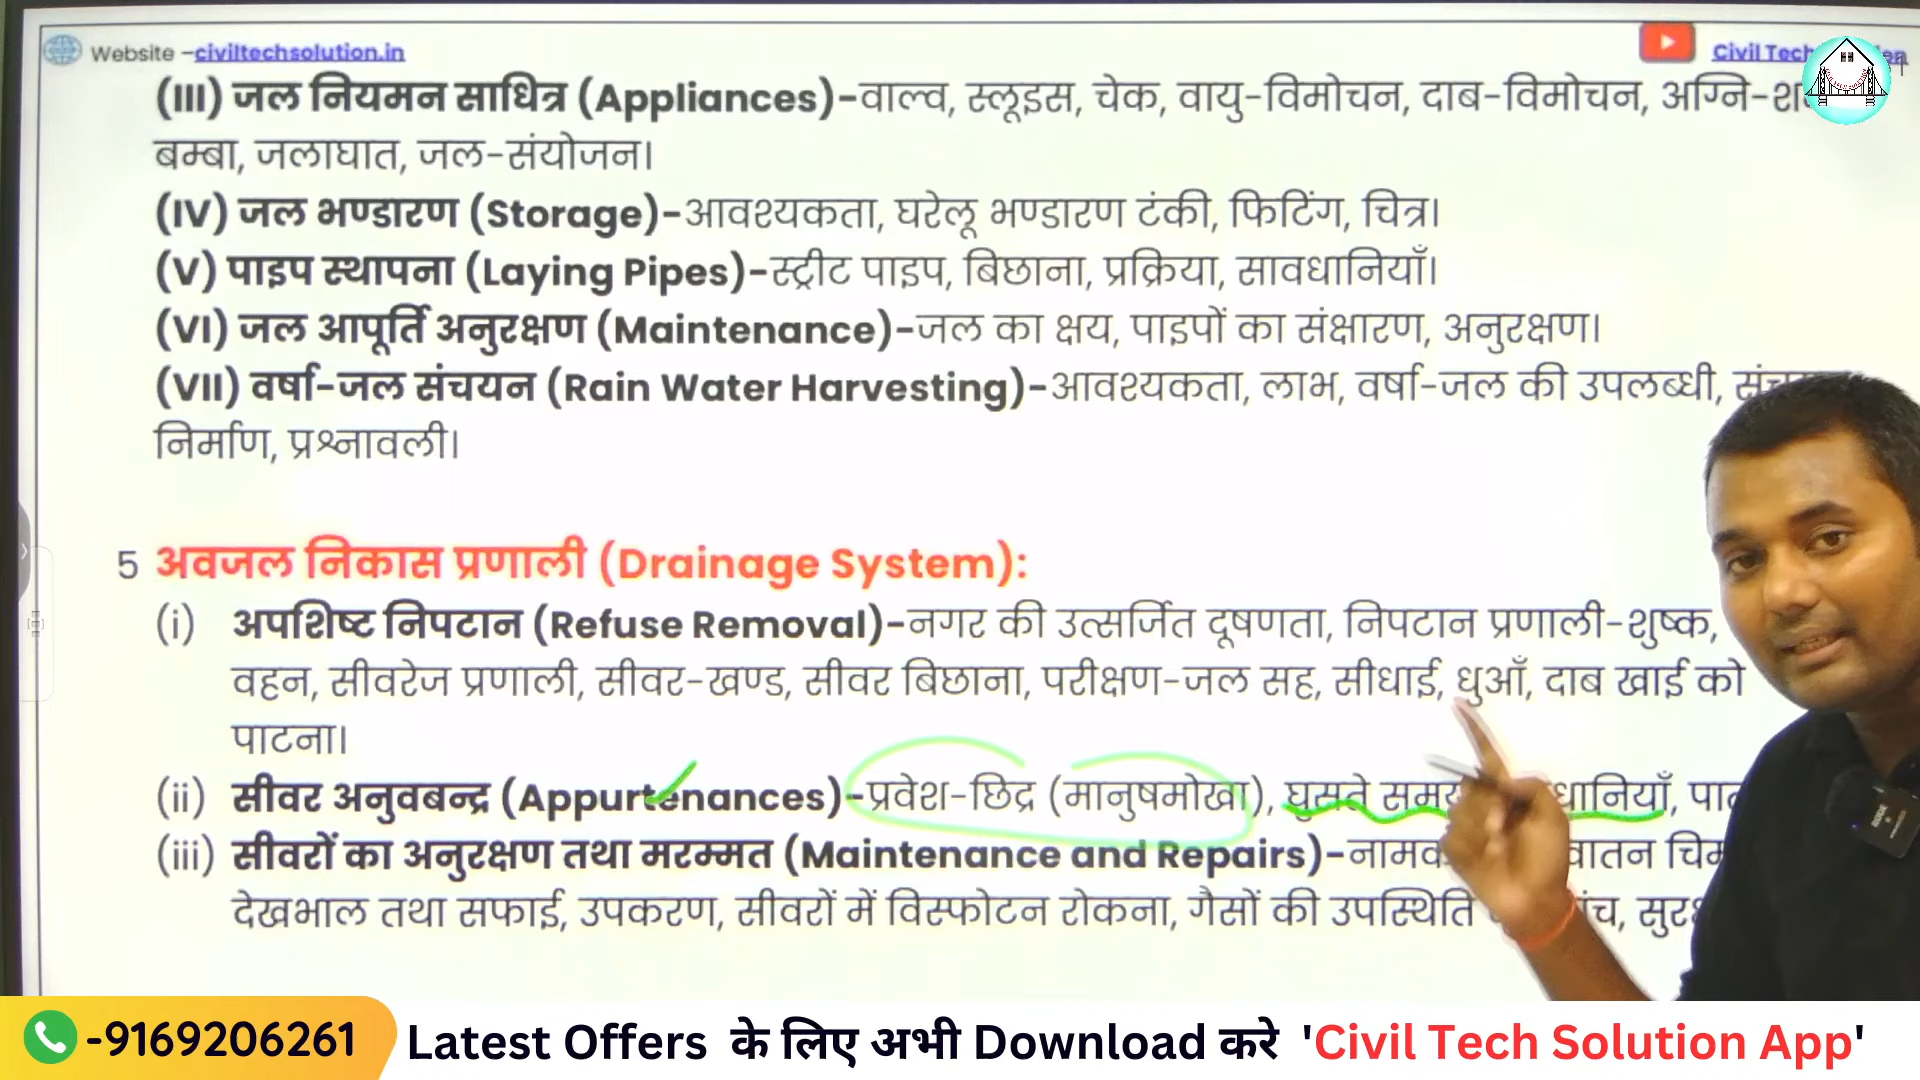 Website –civiltechsolution.in
Civil Tech
(III) जल नियमन साधित्र (Appliances)-वाल्व, स्लूइस, चेक, वायु-विमोचन, दाब-विमोचन, अग्नि-
बम्बा, जलाघात, जल-संयोजन।
(IV) जल भण्डारण (Storage)-आवश्यकता, घरेलू भण्डारण टंकी, फिटिंग, चित्र।
(V) पाइप स्थापना (Laying Pipes)-स्ट्रीट पाइप, बिछाना, प्रक्रिया, सावधानियाँ।
(VI) जल आपूर्ति अनुरक्षण (Maintenance)-जल का क्षय, पाइपों का संक्षारण, अनुरक्षण।
(VII) वर्षा-जल संचयन (Rain Water Harvesting)-आवश्यकता, लाभ, वर्षा-जल की उपलब्धी,
निर्माण, प्रश्नावली।
5 अवजल निकास प्रणाली (Drainage System):
(i) अपशिष्ट निपटान (Refuse Removal)-नगर की उत्सर्जित दूषणता, निपटान प्रणाली-शुष्क,
वहन, सीवरेज प्रणाली, सीवर-खण्ड, सीवर बिछाना, परीक्षण-जल सह, सीधाई, धुआँ, दाब खाई को
पाटना।
(ii) सीवर अनुवबन्द्र (Appurtenances)-प्रवेश-छिद्र (मानुषमोखा), घुसते
(iii) सीवरों का अनुरक्षण तथा मरम्मत (Maintenance and Repairs)-
देखभाल तथा सफाई, उपकरण, सीवरों में विस्फोटन रोकना, गैसों की उपस्थिति
-9169206261 Latest Offers के लिए अभी Download करे 'Civil Tech Solution App'